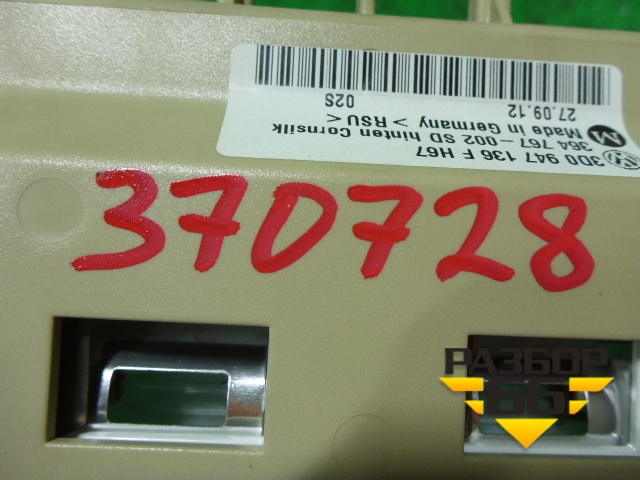 3D0 947 136 F H67
364 767-002 SD hinten Cornsilk
Made in Germany > RSU <
27.09.12 02S
370728
РАЗБОР
66